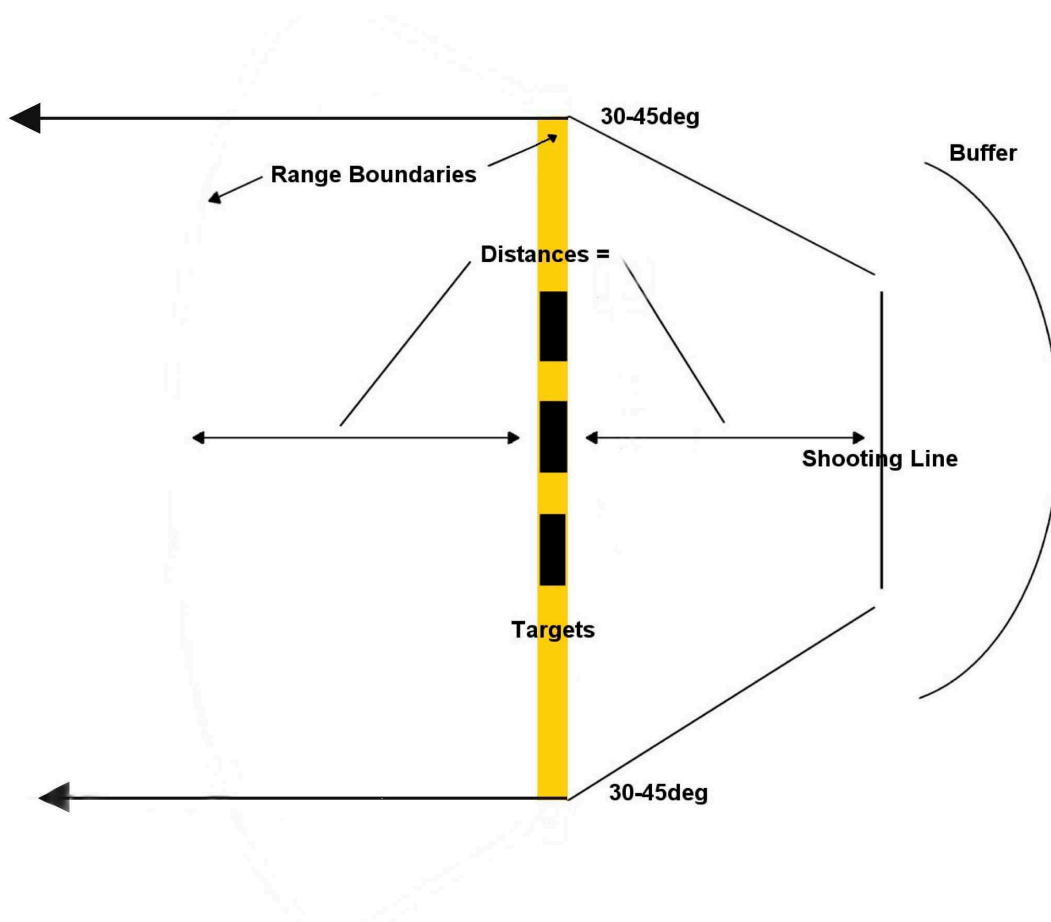 30-45deg
Buffer
Range Boundaries
Distances =
Shooting Line
Targets
30-45deg